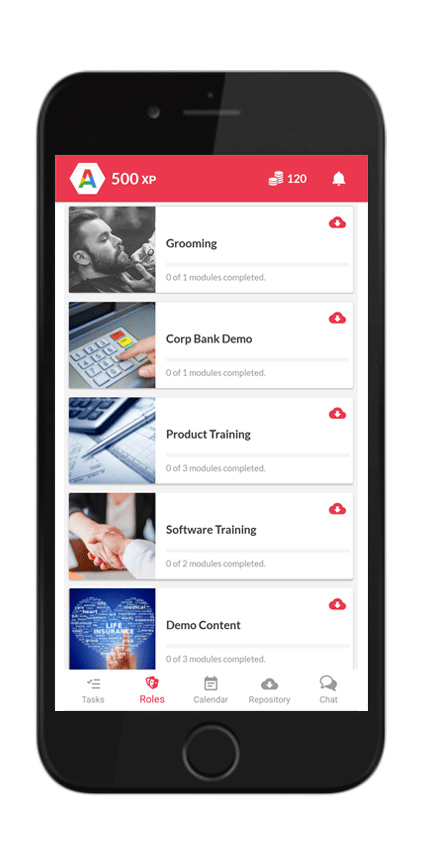 A 500 XP 120
Grooming
0 of 1 modules completed.
Corp Bank Demo
0 of 1 modules completed.
Product Training
0 of 3 modules completed.
Software Training
0 of 2 modules completed.
LIFE
INSURANCE
medical
Demo Content
0 of 3 modules completed.
Tasks Roles Calendar Repository Chat